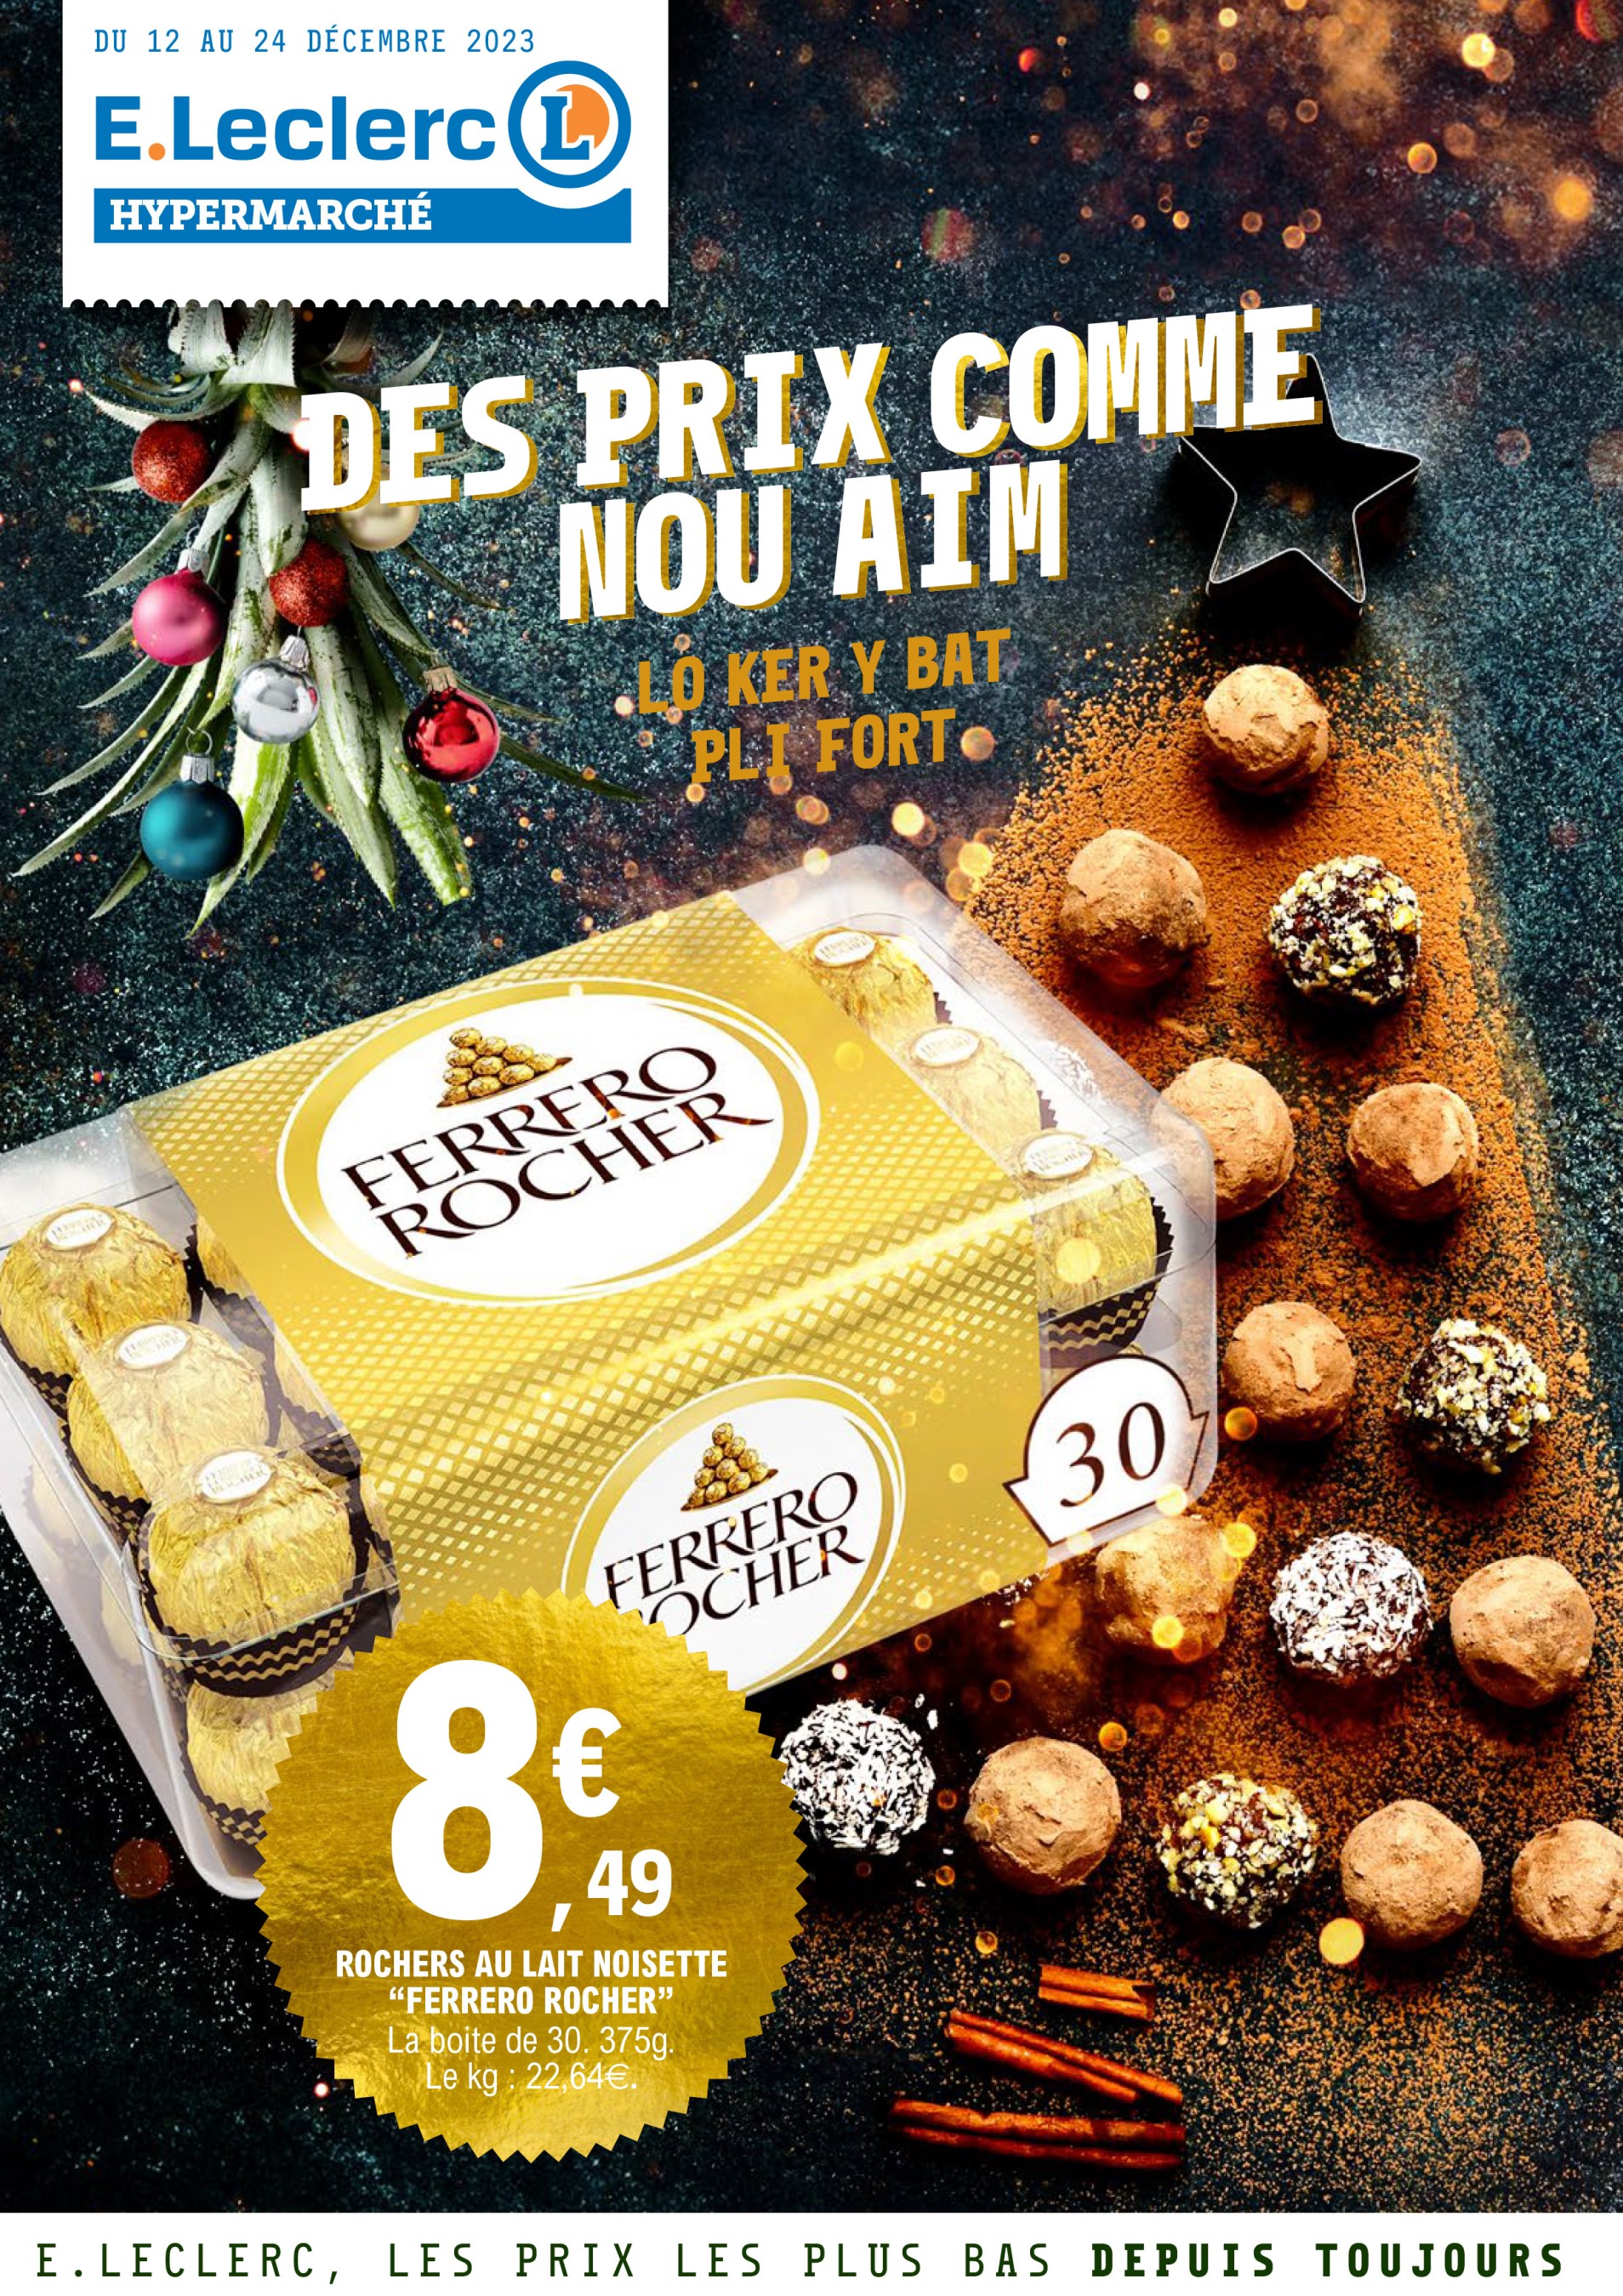 DU 12 AU 24 DÉCEMBRE 2023
E.Leclerc L
HYPERMARCHÉ
DES PRIX COMME
NOU AIM
LO KER Y BAT
PLI FORT
FERRERO
ROCHER
30
FERRERO
OCHER
8€,49
ROCHERS AU LAIT NOISETTE
“FERRERO ROCHER”
La boite de 30. 375g.
Le kg : 22,64€.
E.LECLERC, LES PRIX LES PLUS BAS DEPUIS TOUJOURS